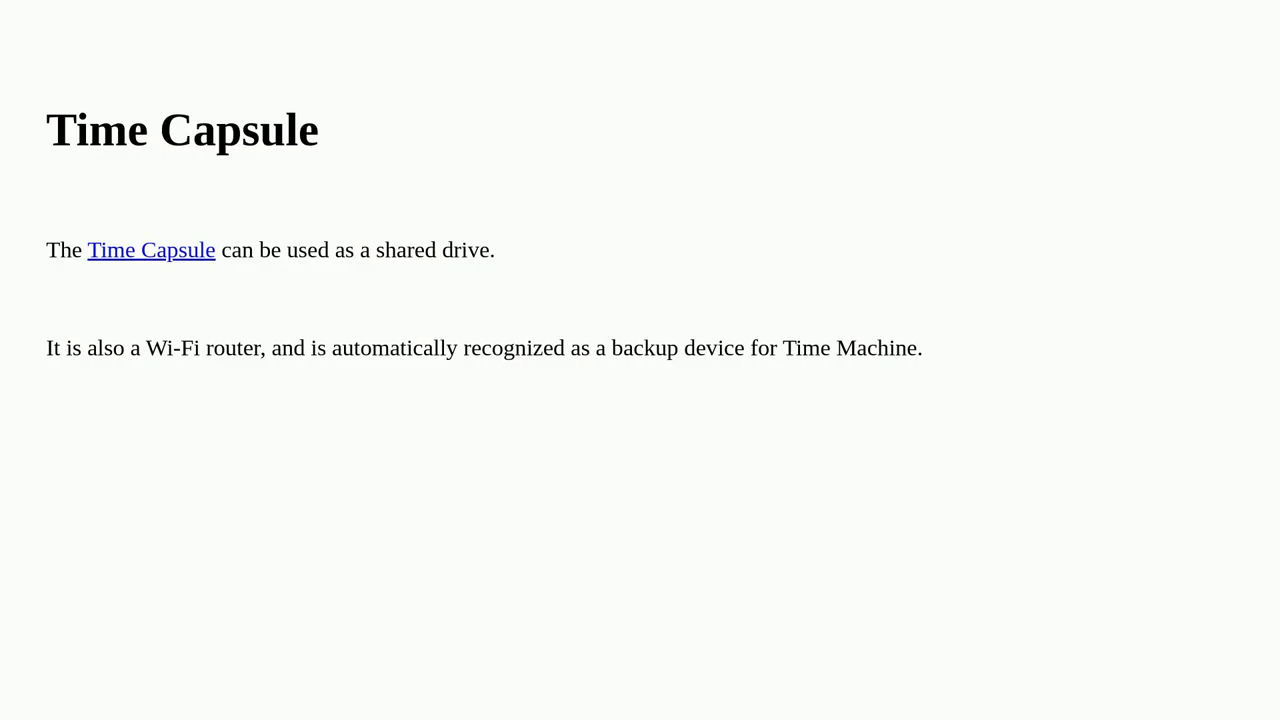 Time Capsule
The Time Capsule can be used as a shared drive.
It is also a Wi-Fi router, and is automatically recognized as a backup device for Time Machine.